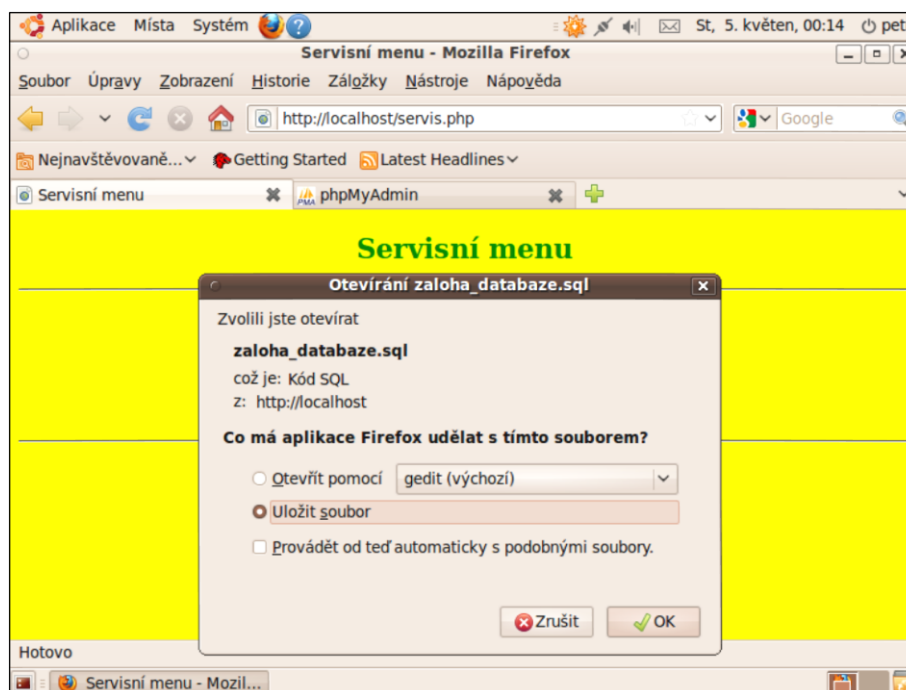 Aplikace Místa Systém St, 5. květen, 00:14 pet
Servisní menu - Mozilla Firefox
Soubor Úpravy Zobrazení Historie Záložky Nástroje Nápověda
http://localhost/servis.php Google
Nejnavštěvovaně... Getting Started Latest Headlines
Servisní menu PMA phpMyAdmin
Servisní menu
Otevírání zaloha_databaze.sql
Zvolili jste otevírat
zaloha_databaze.sql
což je: Kód SQL
z: http://localhost
Co má aplikace Firefox udělat s tímto souborem?
Otevřít pomocí gedit (výchozí)
Uložit soubor
Provádět od teď automaticky s podobnými soubory.
Zrušit OK
Hotovo
Servisní menu - Mozil...